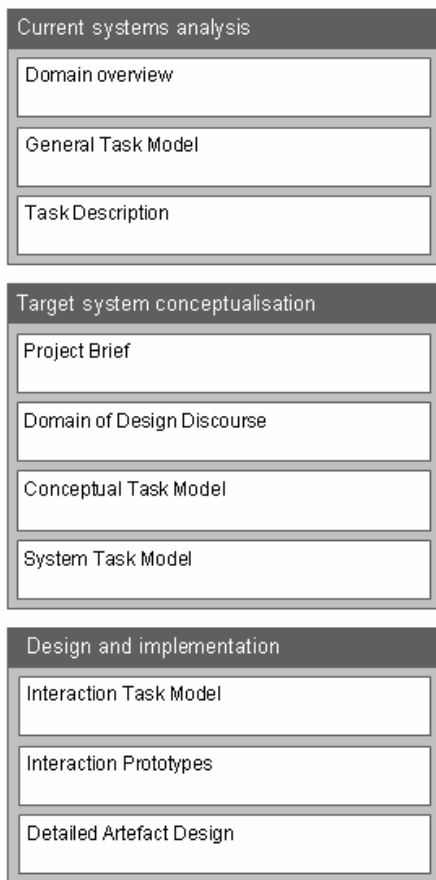 Current systems analysis
Domain overview
General Task Model
Task Description
Target system conceptualisation
Project Brief
Domain of Design Discourse
Conceptual Task Model
System Task Model
Design and implementation
Interaction Task Model
Interaction Prototypes
Detailed Artefact Design